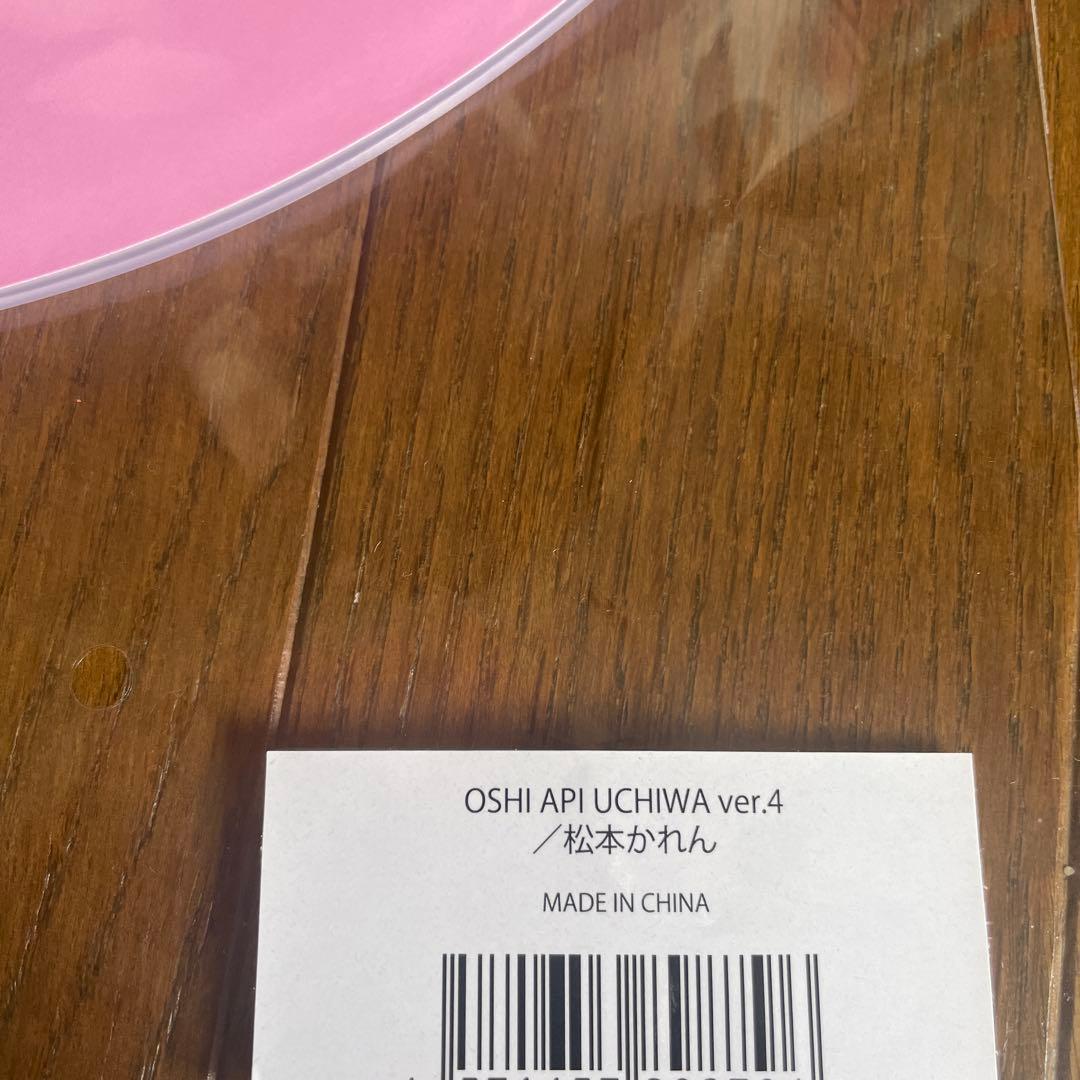 OSHI API UCHIWA ver.4
／松本かれん
MADE IN CHINA